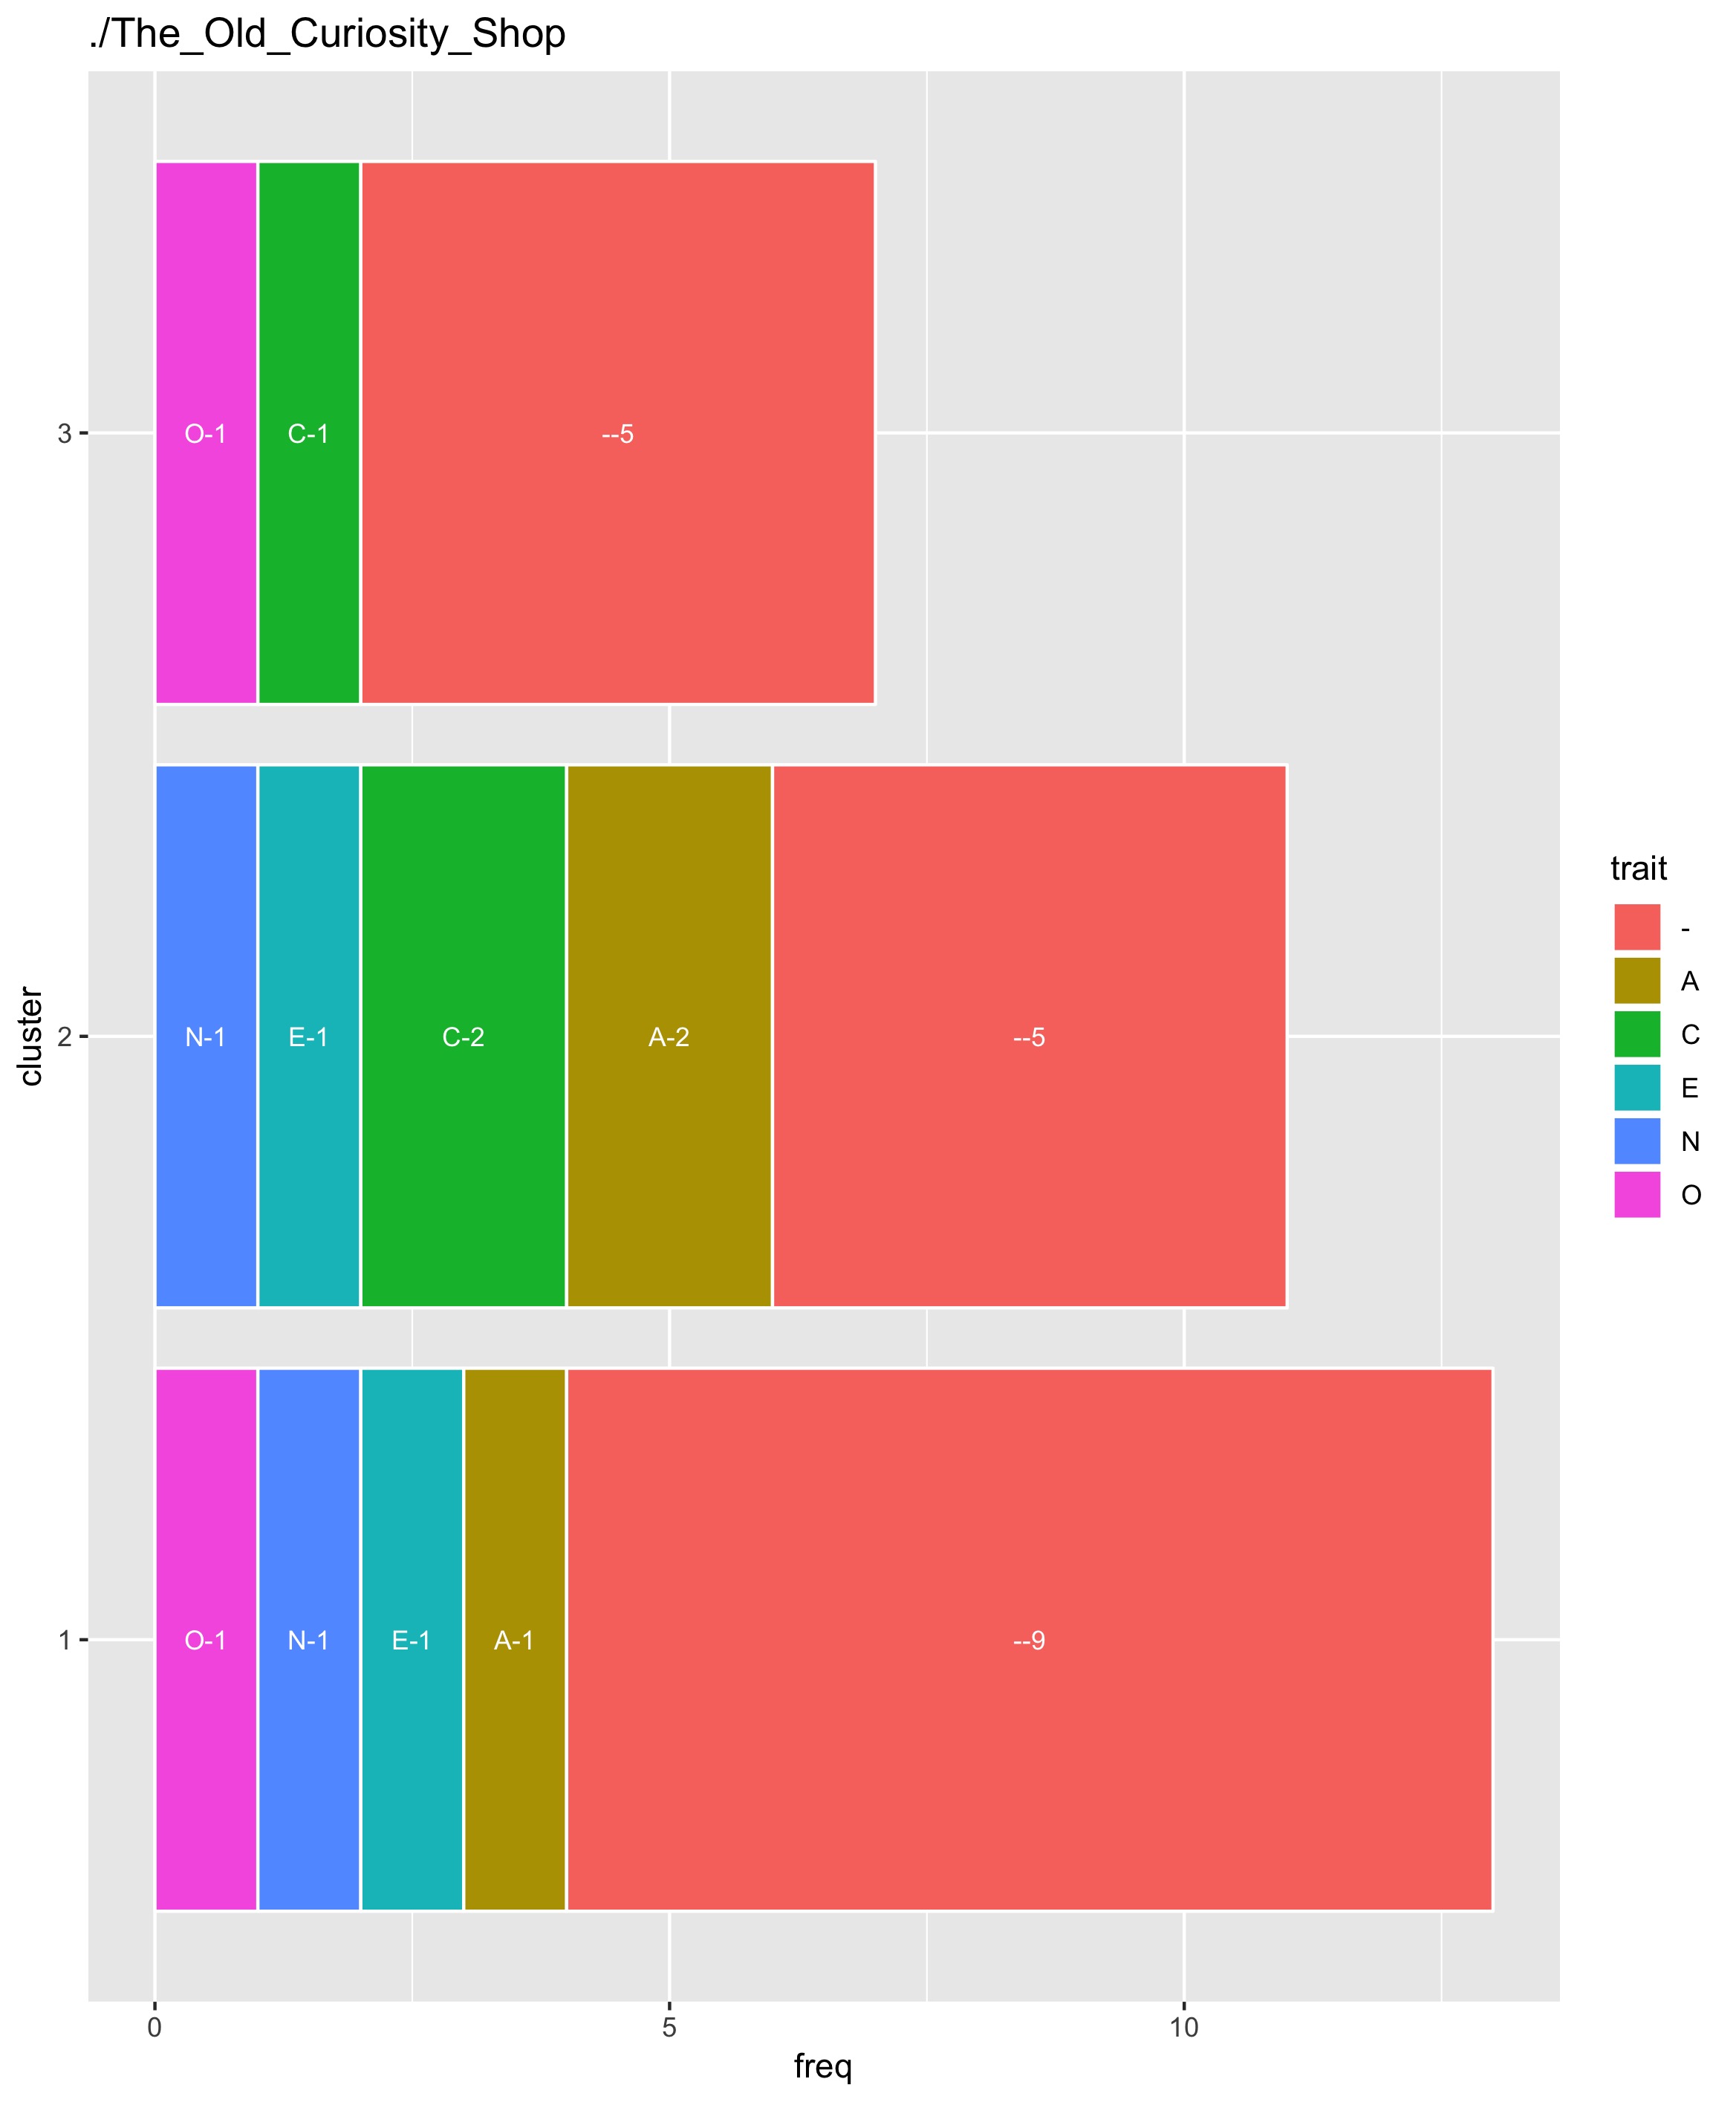 ./The_Old_Curiosity_Shop
3
O-1 C-1 --5
2
N-1 E-1 C-2 A-2 --5
1
O-1 N-1 E-1 A-1 --9
cluster
0 5 10
freq
trait
-
A
C
E
N
O